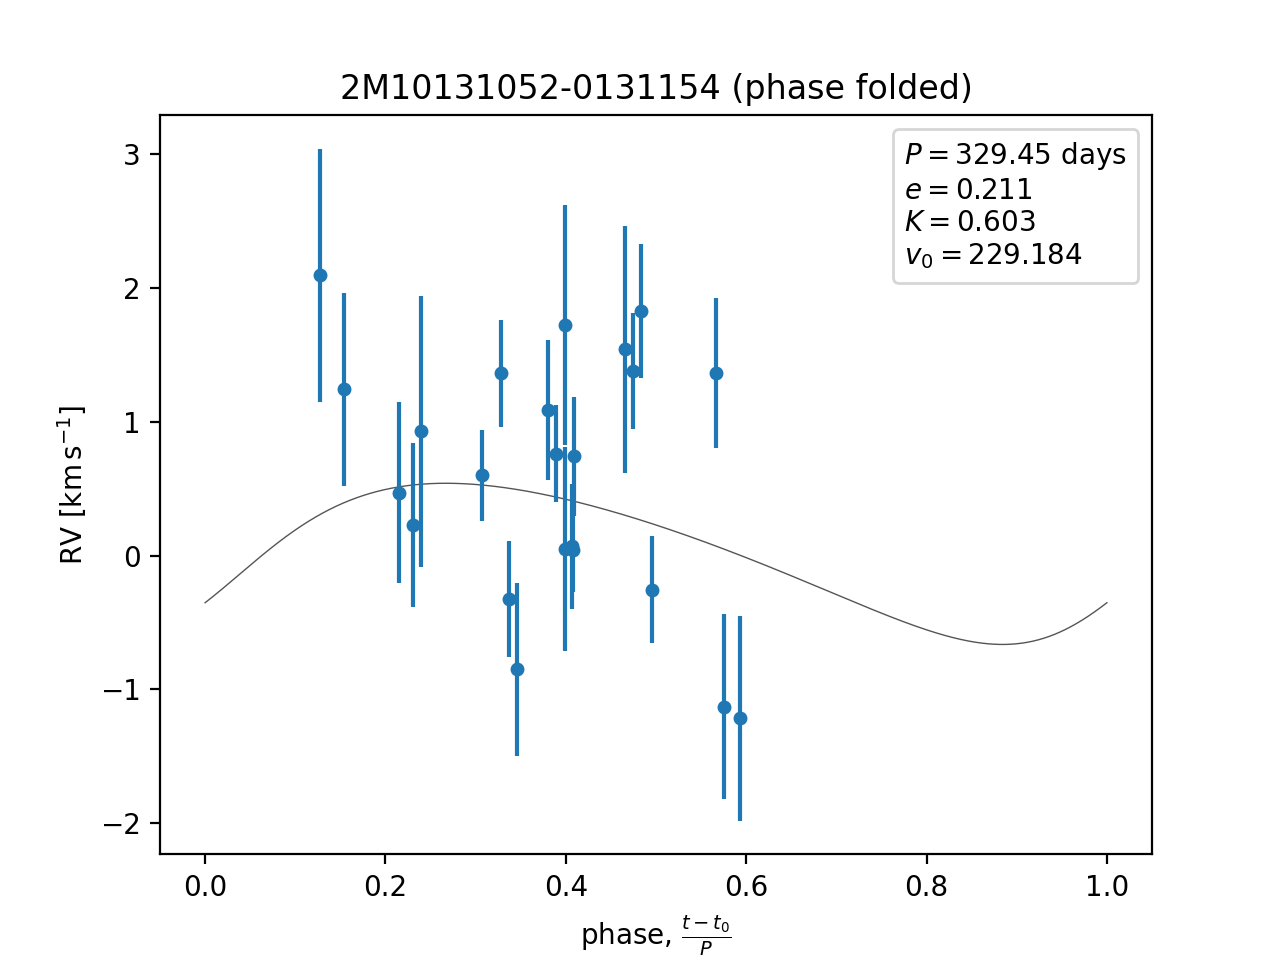 2M10131052-0131154 (phase folded)
P = 329.45 days
e = 0.211
K = 0.603
v₀ = 229.184
3
2
1
0
−1
−2
RV [km s⁻¹]
0.0 0.2 0.4 0.6 0.8 1.0
phase, (t − t₀)/P